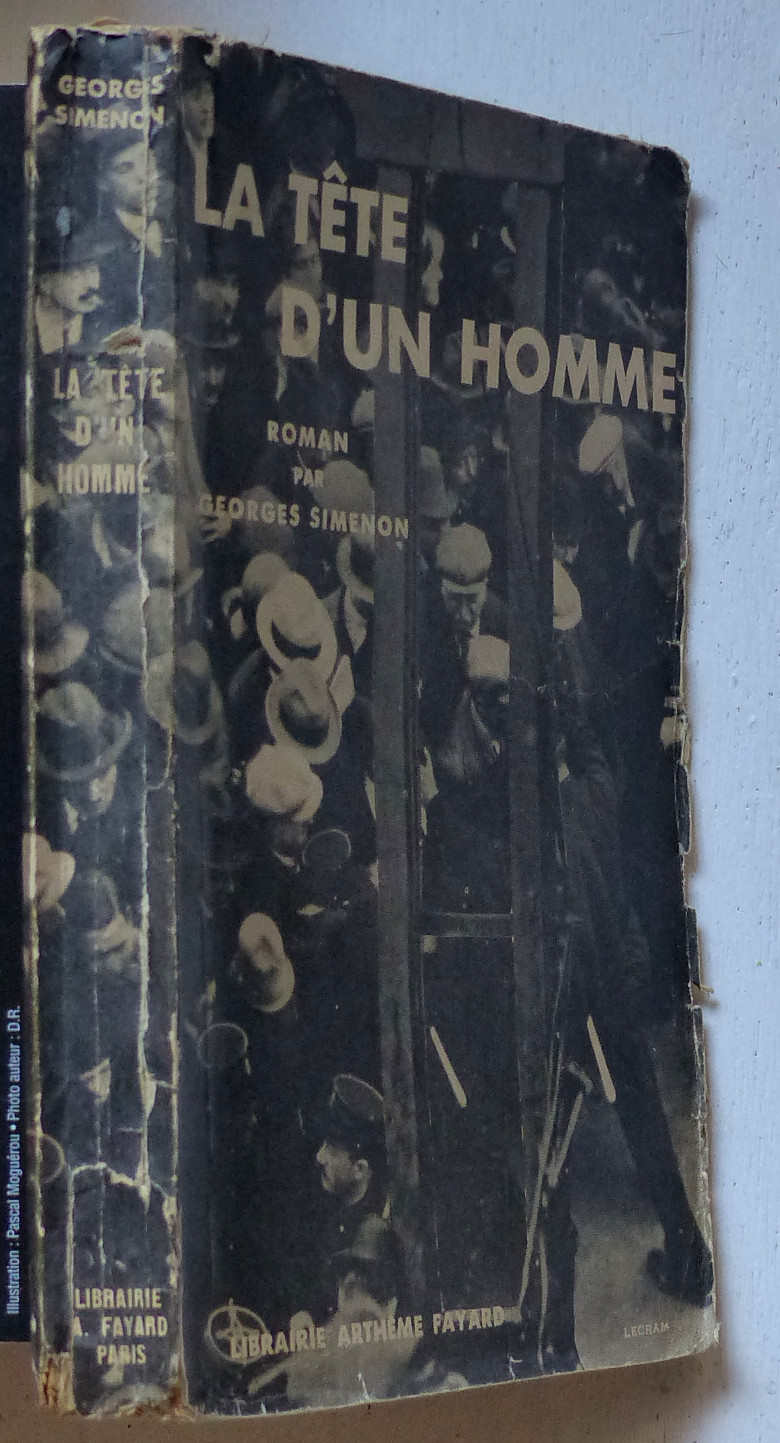 GEORGES
SIMENON
LA TÊTE
D'UN
HOMME
LIBRAIRIE
A. FAYARD
PARIS
LA TÊTE
D'UN HOMME
ROMAN
PAR
GEORGES SIMENON
LIBRAIRIE ARTHÈME FAYARD
LECRAM
Illustration : Pascal Moguérou • Photo auteur : D.R.